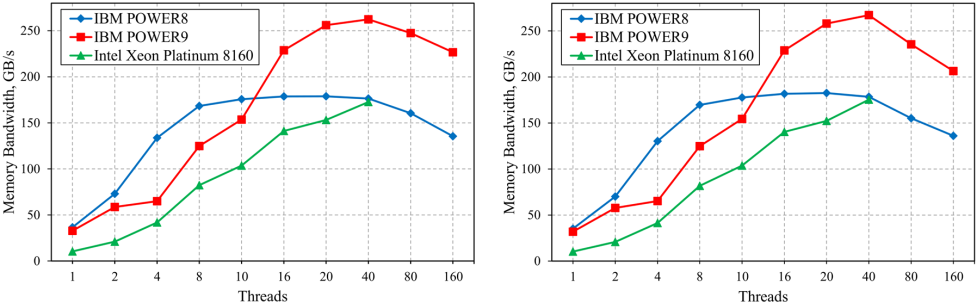 IBM POWER8
IBM POWER9
Intel Xeon Platinum 8160
Memory Bandwidth, GB/s
250
200
150
100
50
0
1 2 4 8 10 16 20 40 80 160
Threads
IBM POWER8
IBM POWER9
Intel Xeon Platinum 8160
Memory Bandwidth, GB/s
250
200
150
100
50
0
1 2 4 8 10 16 20 40 80 160
Threads